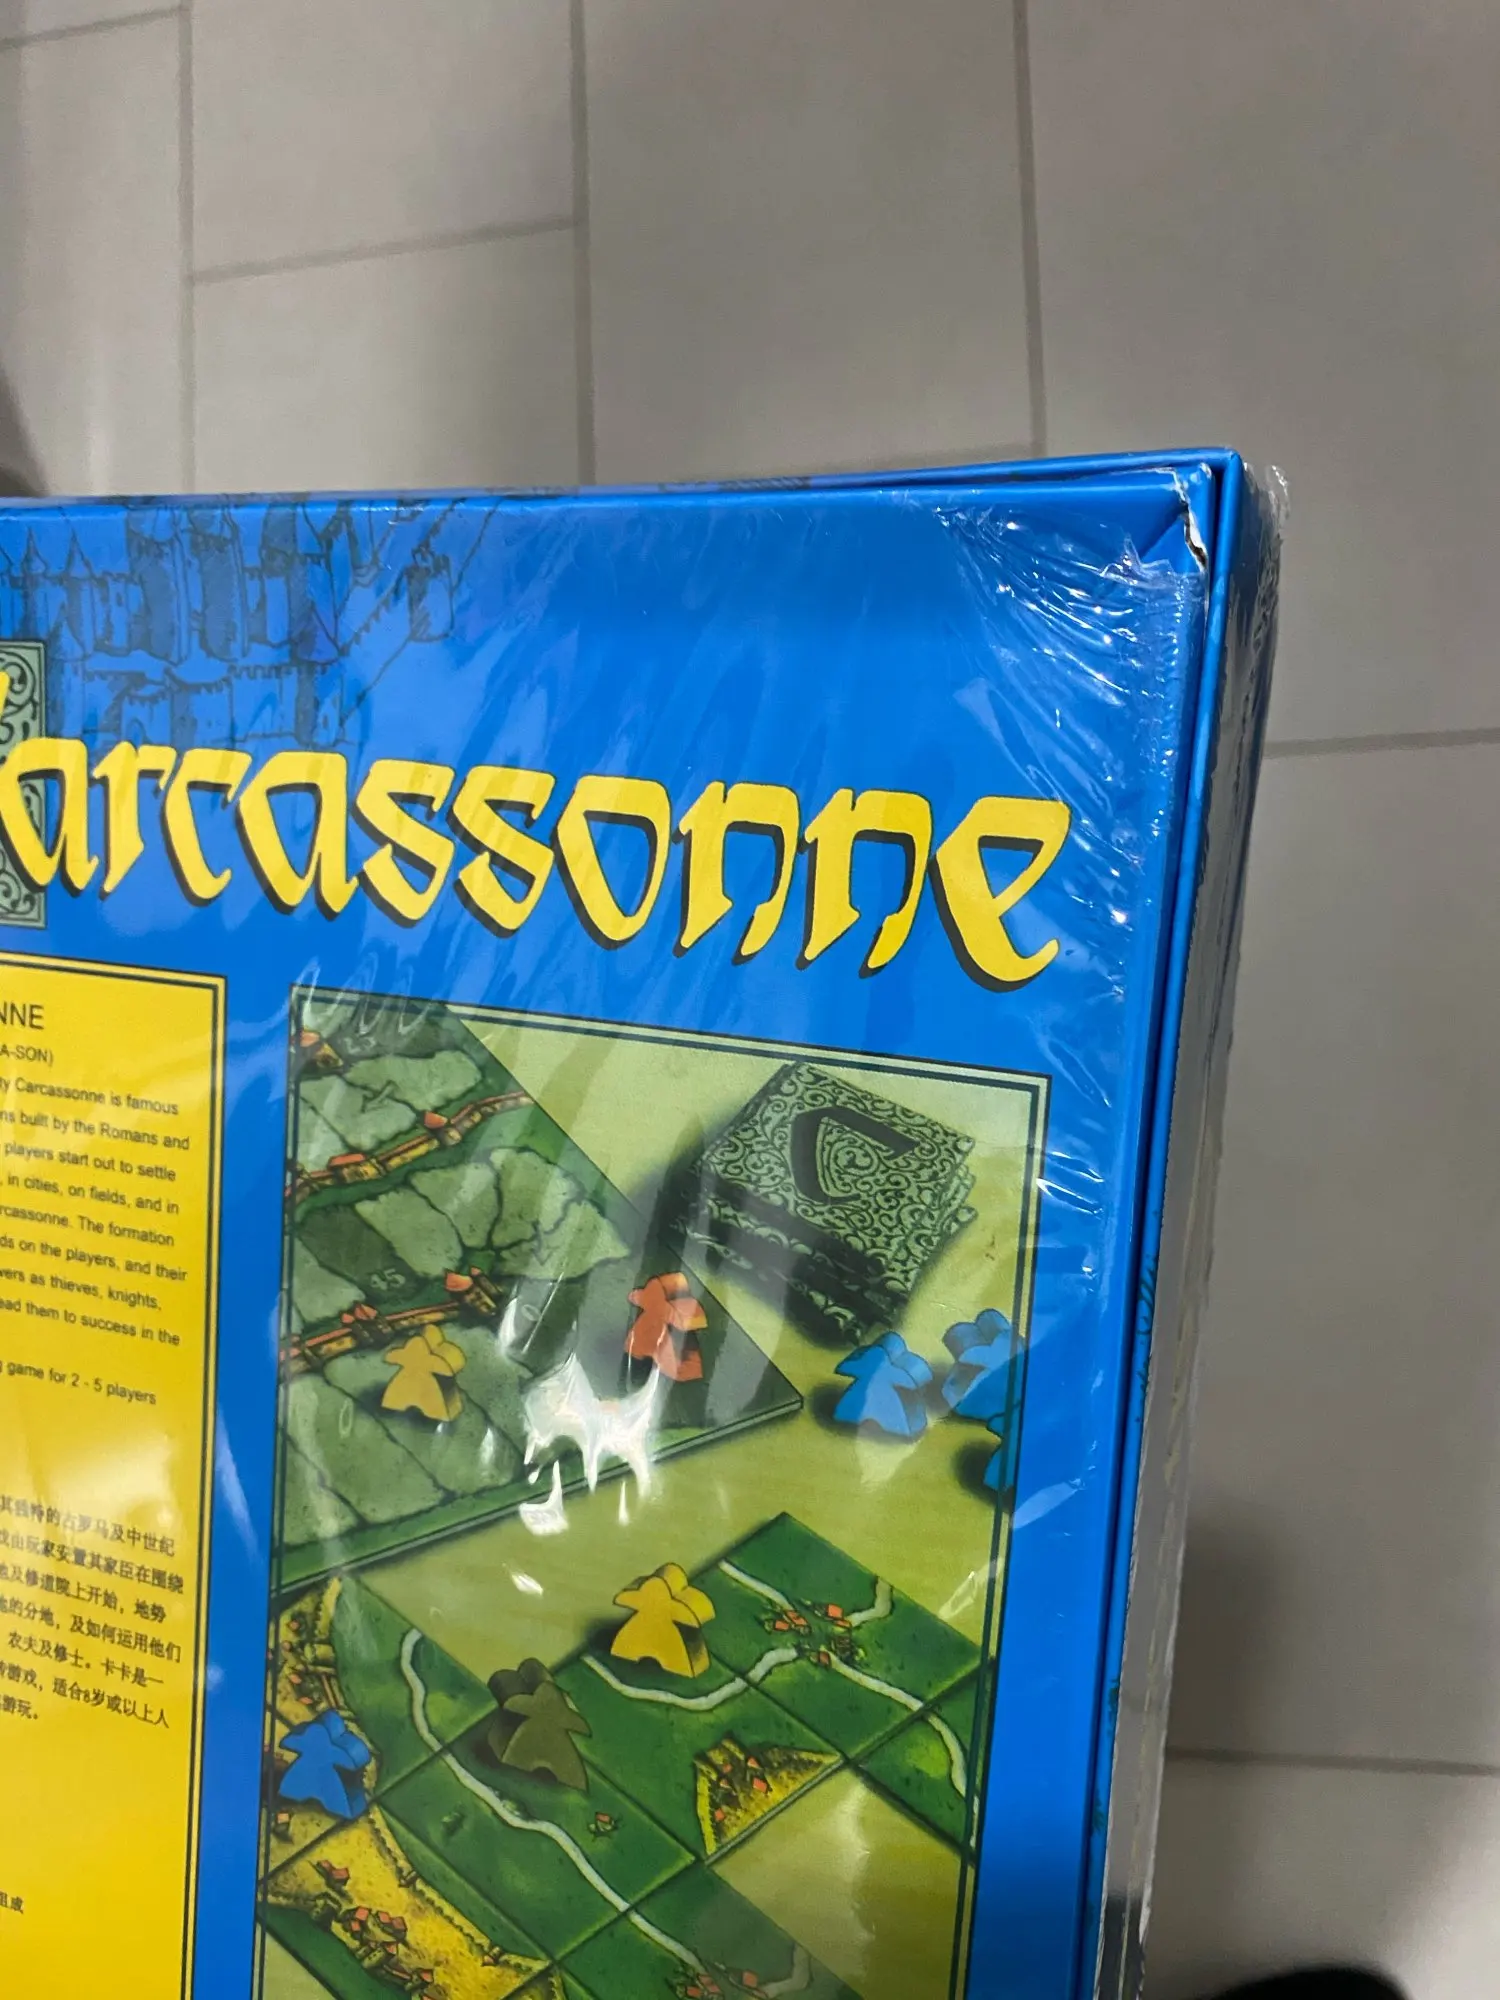 Carcassonne
NNE
A-SON)
ty Carcassonne is famous
ns built by the Romans and
players start out to settle
, in cities, on fields, and in
rcassonne. The formation
ds on the players, and their
wers as thieves, knights,
ead them to success in the
g game for 2 - 5 players
其独特的古罗马及中世纪
戏由玩家安置其家臣在围绕
地及修道院上开始，地势
地的分地，及如何运用他们
农夫及修士。卡卡是一
游戏，适合8岁或以上人
游玩。
组成
C
45